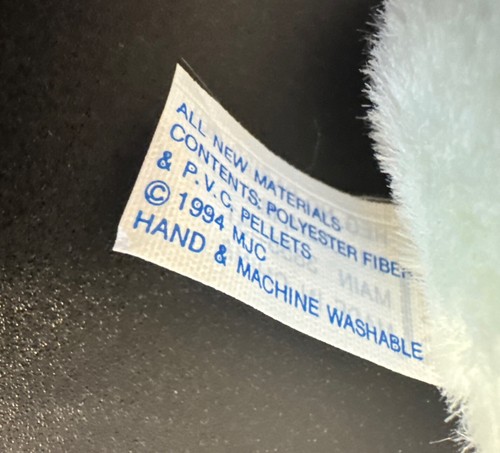 ALL NEW MATERIALS
CONTENTS: POLYESTER FIBER
& P.V.C. PELLETS
© 1994 MJC
HAND & MACHINE WASHABLE